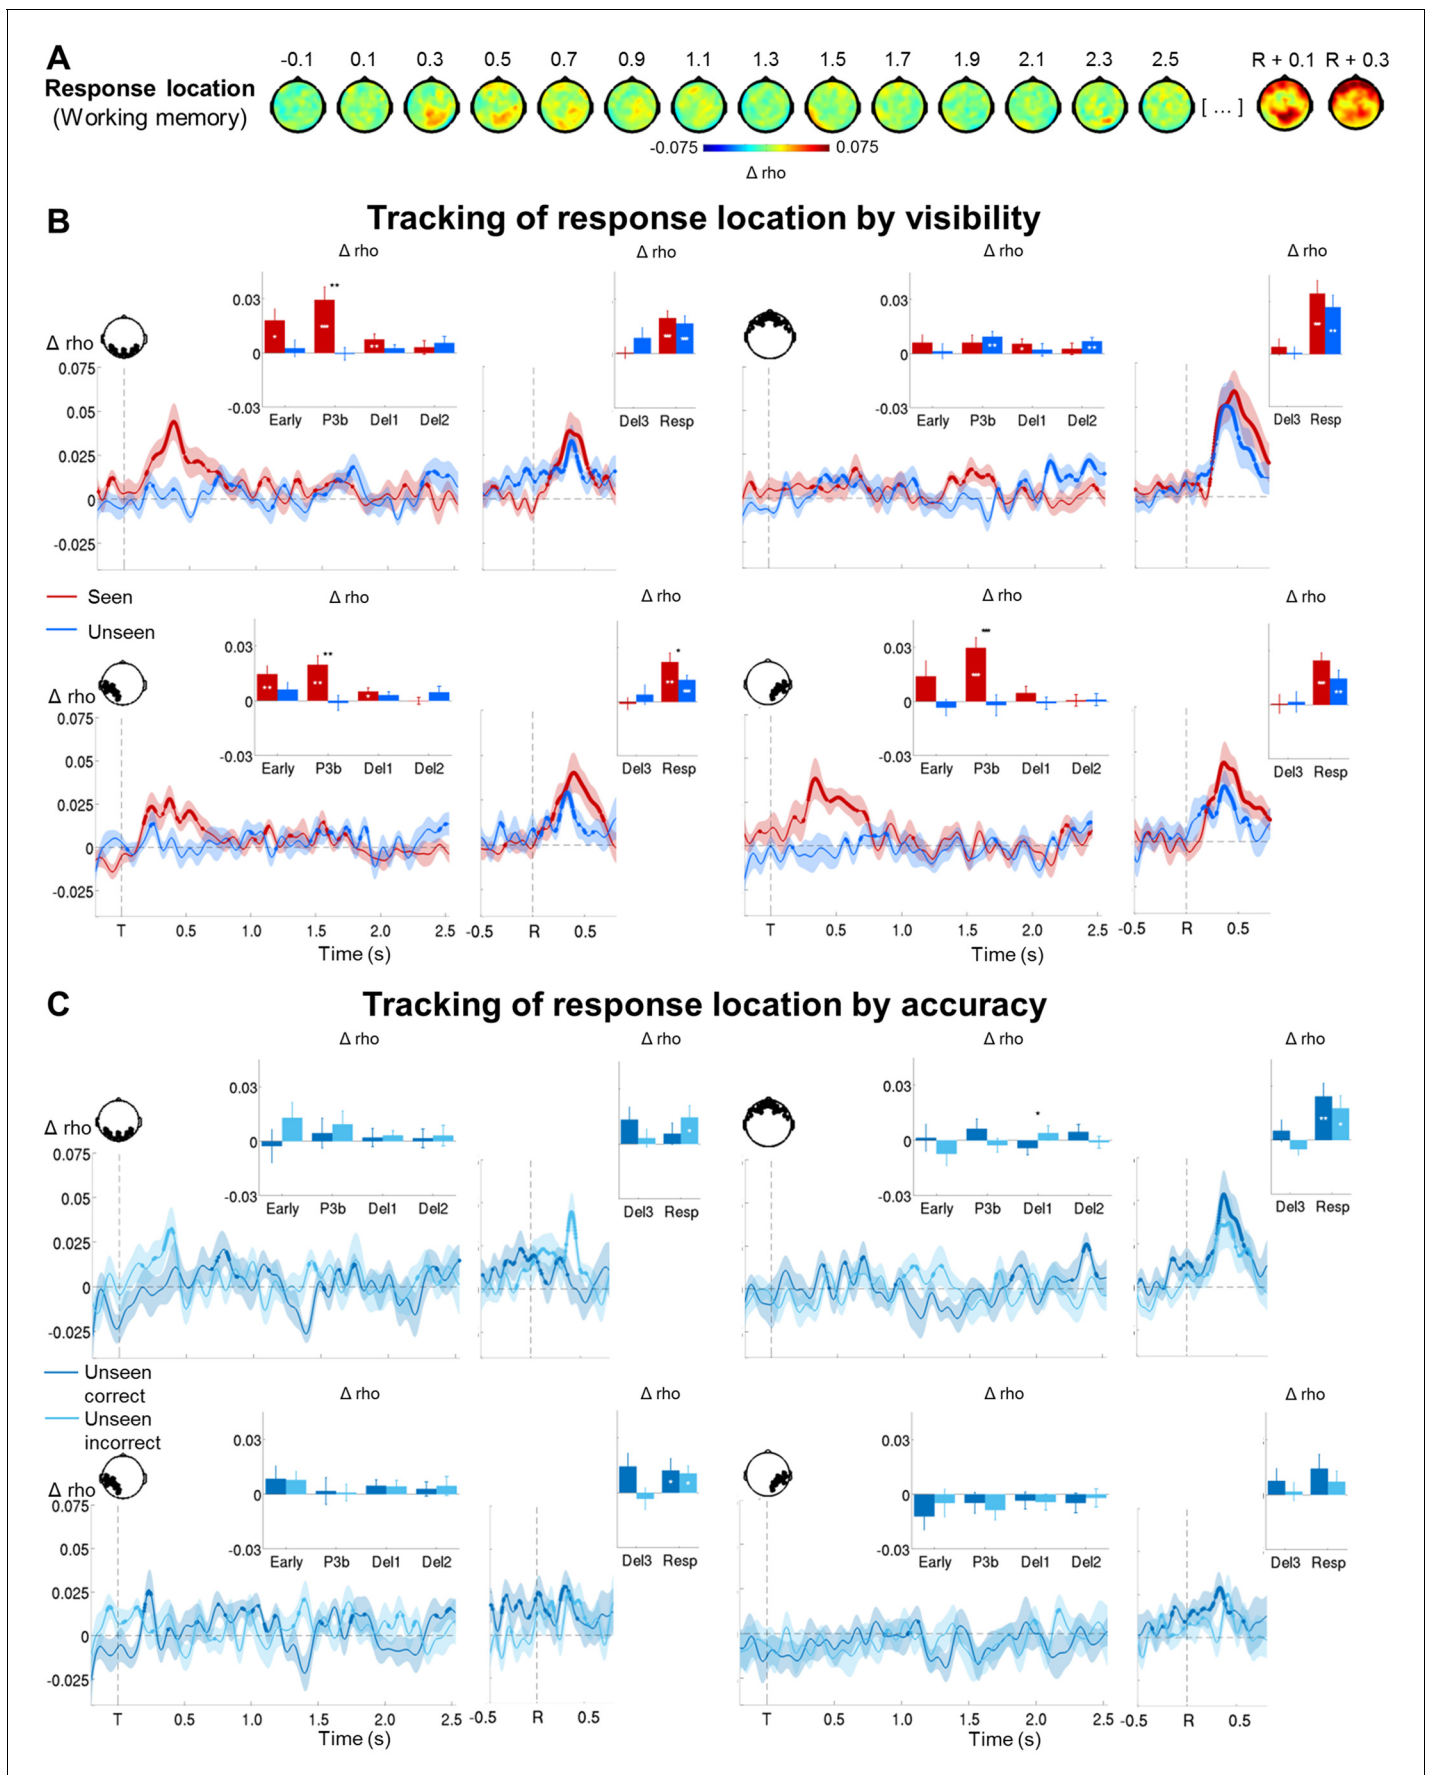 A
-0.1 0.1 0.3 0.5 0.7 0.9 1.1 1.3 1.5 1.7 1.9 2.1 2.3 2.5 R + 0.1 R + 0.3
Response location
(Working memory)
[ ... ]
-0.075 0.075
Δ rho
B
Tracking of response location by visibility
Δ rho Δ rho Δ rho Δ rho
0.03 0.03
0 0
-0.03 -0.03
Early P3b Del1 Del2 Del3 Resp Early P3b Del1 Del2 Del3 Resp
Δ rho
0.075
0.05
0.025
0
-0.025
Seen
Unseen
Δ rho Δ rho Δ rho Δ rho
0.03 0.03
0 0
-0.03 -0.03
Early P3b Del1 Del2 Del3 Resp Early P3b Del1 Del2 Del3 Resp
Δ rho
0.075
0.05
0.025
0
-0.025
T 0.5 1.0 1.5 2.0 2.5 -0.5 R 0.5 T 0.5 1.0 1.5 2.0 2.5 -0.5 R 0.5
Time (s) Time (s)
C
Tracking of response location by accuracy
Δ rho Δ rho Δ rho Δ rho
0.03 0.03
0 0
-0.03 -0.03
Early P3b Del1 Del2 Del3 Resp Early P3b Del1 Del2 Del3 Resp
Δ rho
0.075
0.05
0.025
0
-0.025
Unseen
correct
Unseen
incorrect
Δ rho Δ rho Δ rho Δ rho
0.03 0.03
0 0
-0.03 -0.03
Early P3b Del1 Del2 Del3 Resp Early P3b Del1 Del2 Del3 Resp
Δ rho
0.075
0.05
0.025
0
-0.025
T 0.5 1.0 1.5 2.0 2.5 -0.5 R 0.5 T 0.5 1.0 1.5 2.0 2.5 -0.5 R 0.5
Time (s) Time (s)